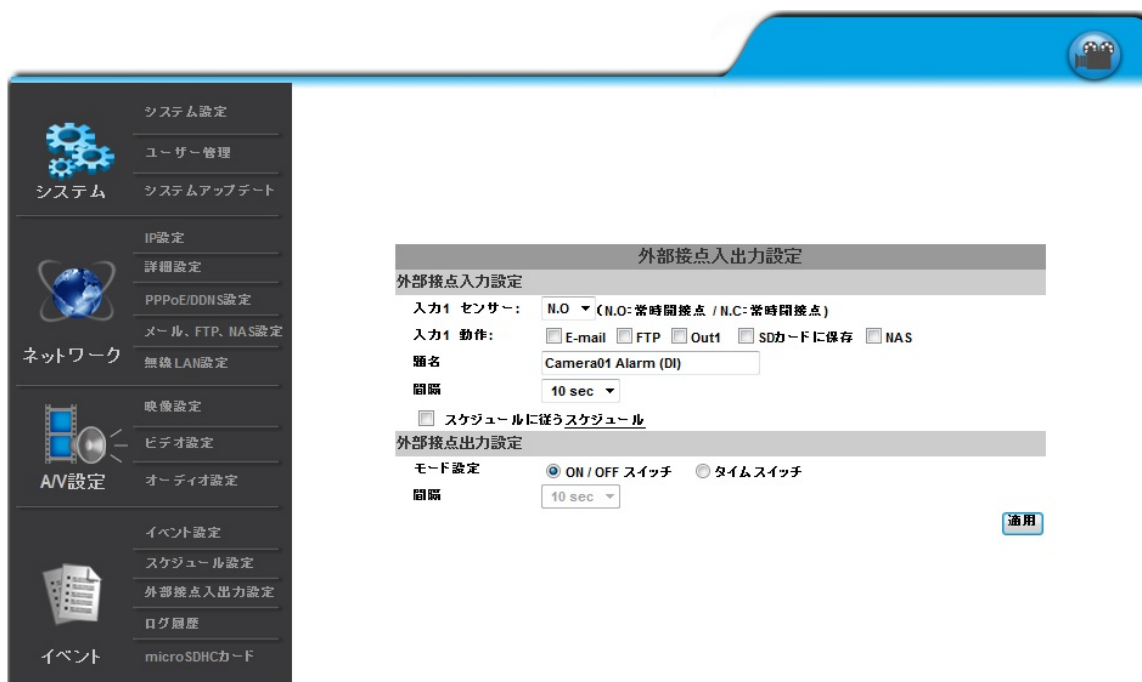 システム
システム設定
ユーザー管理
システムアップデート
ネットワーク
IP設定
詳細設定
PPPoE/DDNS設定
メール、FTP、NAS設定
無線LAN設定
A/V設定
映像設定
ビデオ設定
オーディオ設定
イベント
イベント設定
スケジュール設定
外部接点入出力設定
ログ履歴
microSDHCカード
外部接点入出力設定
外部接点入力設定
入力1 センサー: N.O (N.O=常時開接点 / N.C=常時閉接点)
入力1 動作: E-mail FTP Out1 SDカードに保存 NAS
題名 Camera01 Alarm (DI)
間隔 10 sec
スケジュールに従うスケジュール
外部接点出力設定
モード設定 ON / OFF スイッチ タイムスイッチ
間隔 10 sec
適用